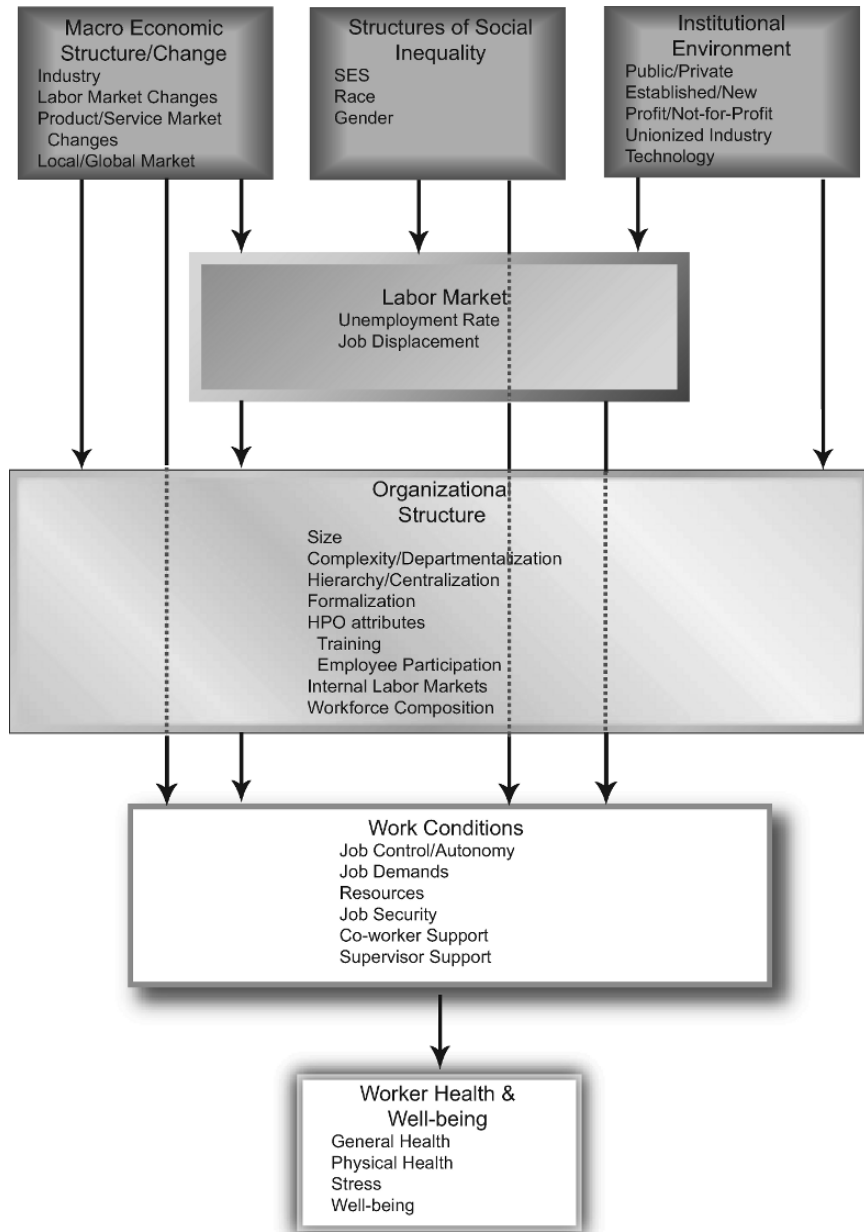 Macro Economic
Structure/Change
Industry
Labor Market Changes
Product/Service Market
Changes
Local/Global Market
Structures of Social
Inequality
SES
Race
Gender
Institutional
Environment
Public/Private
Established/New
Profit/Not-for-Profit
Unionized Industry
Technology
Labor Market
Unemployment Rate
Job Displacement
Organizational
Structure
Size
Complexity/Departmentalization
Hierarchy/Centralization
Formalization
HPO attributes
Training
Employee Participation
Internal Labor Markets
Workforce Composition
Work Conditions
Job Control/Autonomy
Job Demands
Resources
Job Security
Co-worker Support
Supervisor Support
Worker Health &
Well-being
General Health
Physical Health
Stress
Well-being